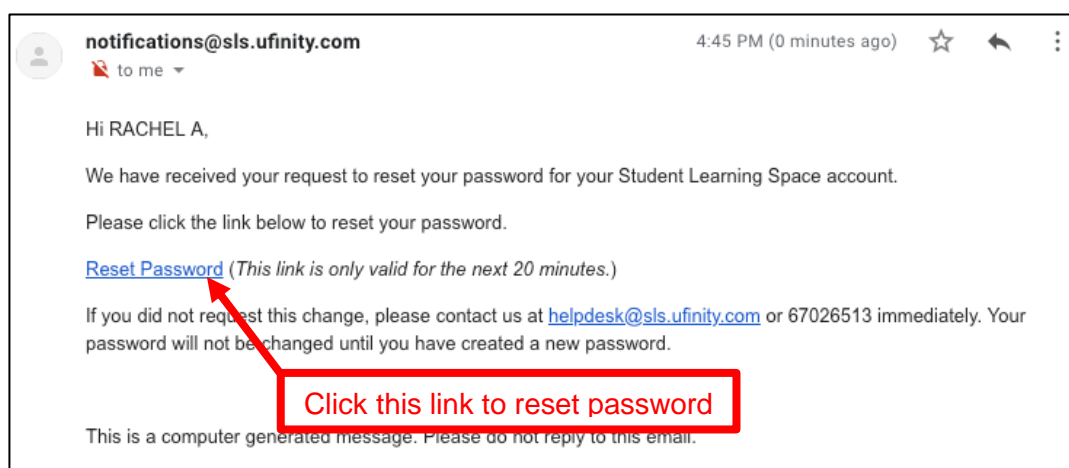 notifications@sls.ufinity.com
4:45 PM (0 minutes ago)
to me
Hi RACHEL A,
We have received your request to reset your password for your Student Learning Space account.
Please click the link below to reset your password.
Reset Password (This link is only valid for the next 20 minutes.)
If you did not request this change, please contact us at helpdesk@sls.ufinity.com or 67026513 immediately. Your
password will not be changed until you have created a new password.
Click this link to reset password
This is a computer generated message. Please do not reply to this email.